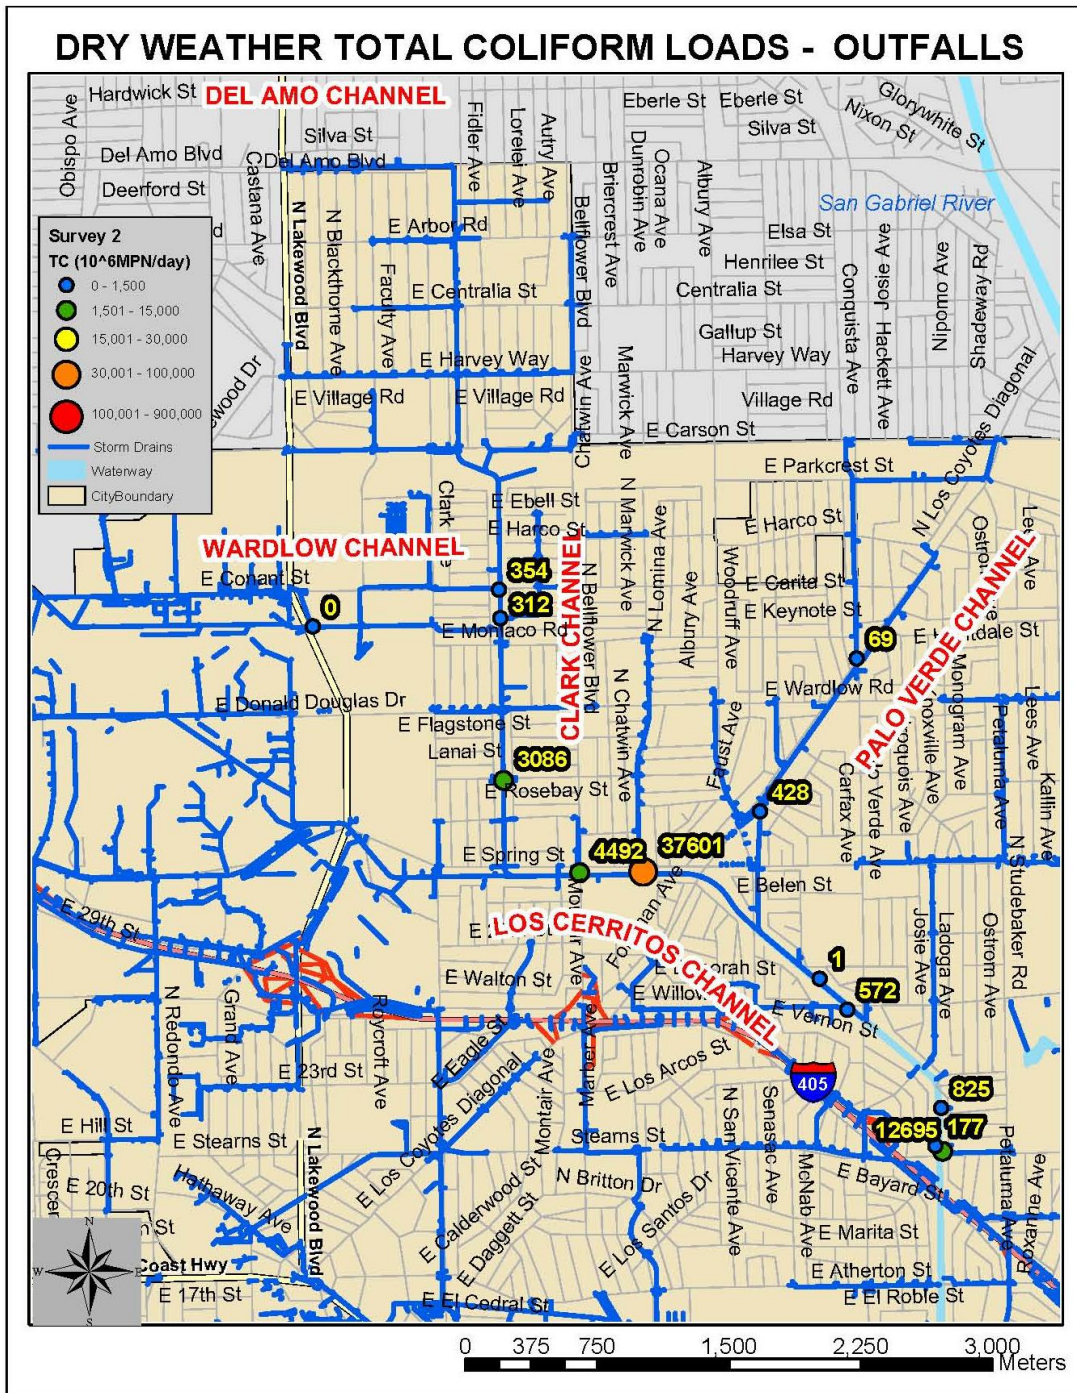 DRY WEATHER TOTAL COLIFORM LOADS - OUTFALLS
Hardwick St
DEL AMO CHANNEL
Obispo Ave
Del Amo Blvd
Deerford St
Castana Ave
Silva St
Del Amo Blvd
Fidler Ave
Lorelei Ave
Autry Ave
Eberle St
Eberle St
Silva St
Nixon St
Glorywhite St
Briercrest Ave
Dunrobin Ave
Ocana Ave
Albury Ave
San Gabriel River
Survey 2
TC (10^6MPN/day)
0 - 1,500
1,501 - 15,000
15,001 - 30,000
30,001 - 100,000
100,001 - 900,000
Storm Drains
Waterway
CityBoundary
N Lakewood Blvd
N Blackthorne Ave
Faculty Ave
E Arbor Rd
E Centralia St
E Harvey Way
E Village Rd
E Village Rd
Bellflower Blvd
Chatwin Ave
Marwick Ave
Elsa St
Henrilee St
Centralia St
Gallup St
Harvey Way
Village Rd
E Carson St
Conquista Ave
Josie Ave
Hackett Ave
Nipomo Ave
Shadeway Rd
N Los Coyotes Diagonal
E Parkcrest St
Clark
E Ebell St
E Harco St
N Marwick Ave
N Lomina Ave
E Harco St
WARDLOW CHANNEL
CLARK CHANNEL
PALO VERDE CHANNEL
E Conant St
354
312
0
E Monlaco Rd
N Bellflower Blvd
Albury Ave
Woodruff Ave
E Carita St
E Keynote St
69
E Wardlow Rd
Monogram Ave
Petaluma Ave
Lees Ave
E Donald Douglas Dr
E Flagstone St
Lanai St
3086
E Rosebay St
N Chatwin Ave
Faust Ave
428
Carfax Ave
Kallin Ave
N Studebaker Rd
E Spring St
4492
37601
E Belen St
E 29th St
LOS CERRITOS CHANNEL
E Walton St
1
572
E Vernon St
Josie Ave
Ladoga Ave
Ostrom Ave
N Redondo Ave
Grand Ave
Roycroft Ave
E 23rd St
E Eagle St
E Los Coyotes Diagonal
Montair Ave
E Los Arcos St
405
825
12695
177
E Hill St
E Stearns St
Stearns St
N Lakewood Blvd
Hathaway Ave
E 20th St
E Calderwood St
E Daggett St
N Britton Dr
E Los Santos Dr
N San Vicente Ave
Senasac Ave
McNab Ave
E Bayard St
E Marita St
E Atherton St
E El Roble St
Petaluma Ave
Roxanne Ave
N
W
E
S
Coast Hwy
E 17th St
E El Cedral St
0 375 750 1,500 2,250 3,000
Meters